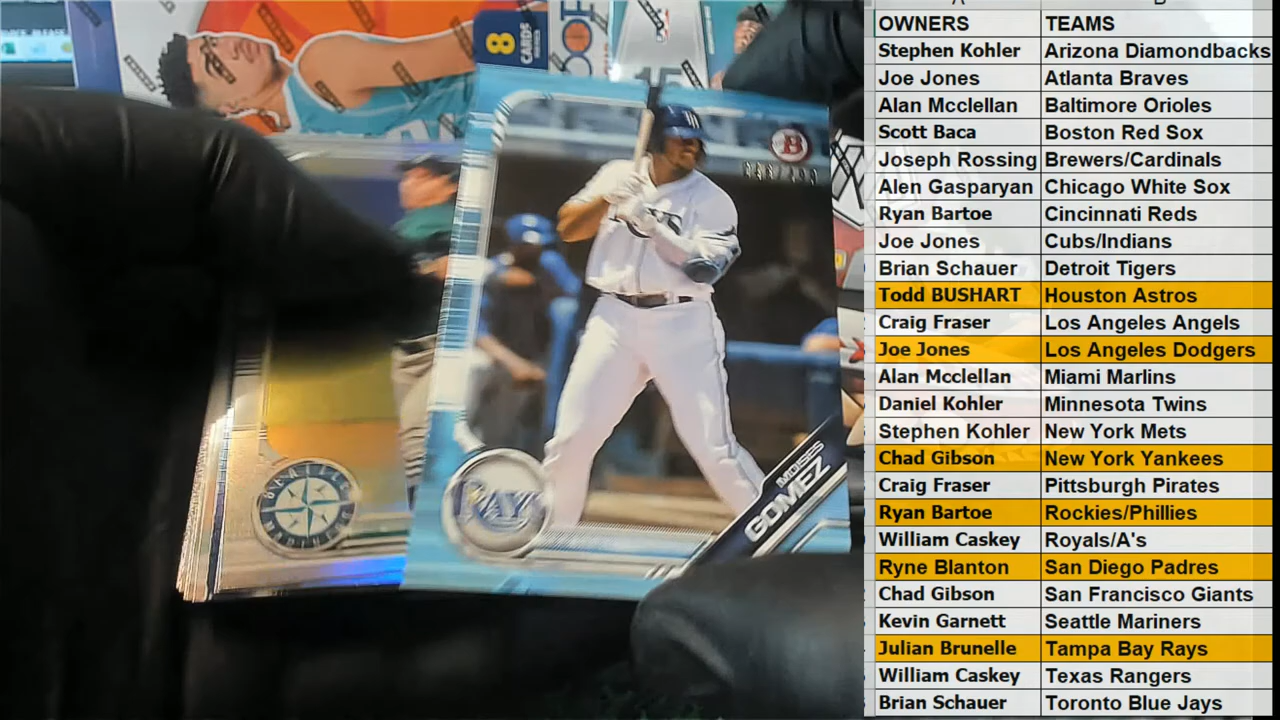 8
CARDS
RAYS
MOISES
GOMEZ
B
OWNERS TEAMS
Stephen Kohler Arizona Diamondbacks
Joe Jones Atlanta Braves
Alan Mcclellan Baltimore Orioles
Scott Baca Boston Red Sox
Joseph Rossing Brewers/Cardinals
Alen Gasparyan Chicago White Sox
Ryan Bartoe Cincinnati Reds
Joe Jones Cubs/Indians
Brian Schauer Detroit Tigers
Todd BUSHART Houston Astros
Craig Fraser Los Angeles Angels
Joe Jones Los Angeles Dodgers
Alan Mcclellan Miami Marlins
Daniel Kohler Minnesota Twins
Stephen Kohler New York Mets
Chad Gibson New York Yankees
Craig Fraser Pittsburgh Pirates
Ryan Bartoe Rockies/Phillies
William Caskey Royals/A's
Ryne Blanton San Diego Padres
Chad Gibson San Francisco Giants
Kevin Garnett Seattle Mariners
Julian Brunelle Tampa Bay Rays
William Caskey Texas Rangers
Brian Schauer Toronto Blue Jays